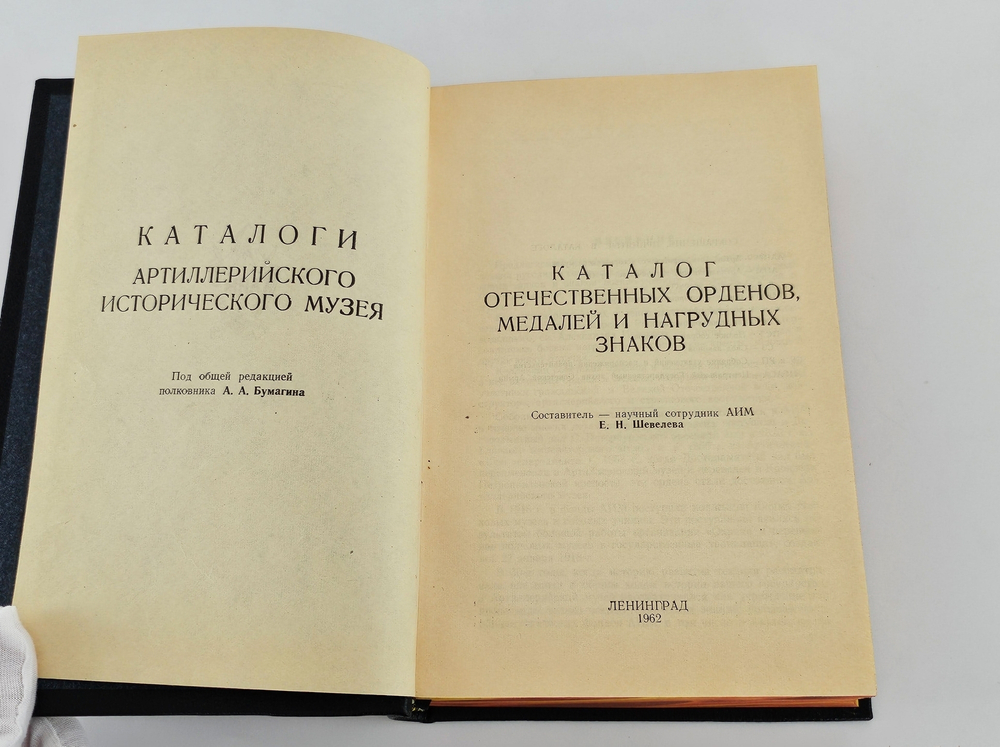 КАТАЛОГИ
АРТИЛЛЕРИЙСКОГО
ИСТОРИЧЕСКОГО МУЗЕЯ
Под общей редакцией
полковника А. А. Бумагина
КАТАЛОГ
ОТЕЧЕСТВЕННЫХ ОРДЕНОВ,
МЕДАЛЕЙ И НАГРУДНЫХ
ЗНАКОВ
Составитель — научный сотрудник АИМ
Е. Н. Шевелева
ЛЕНИНГРАД
1962